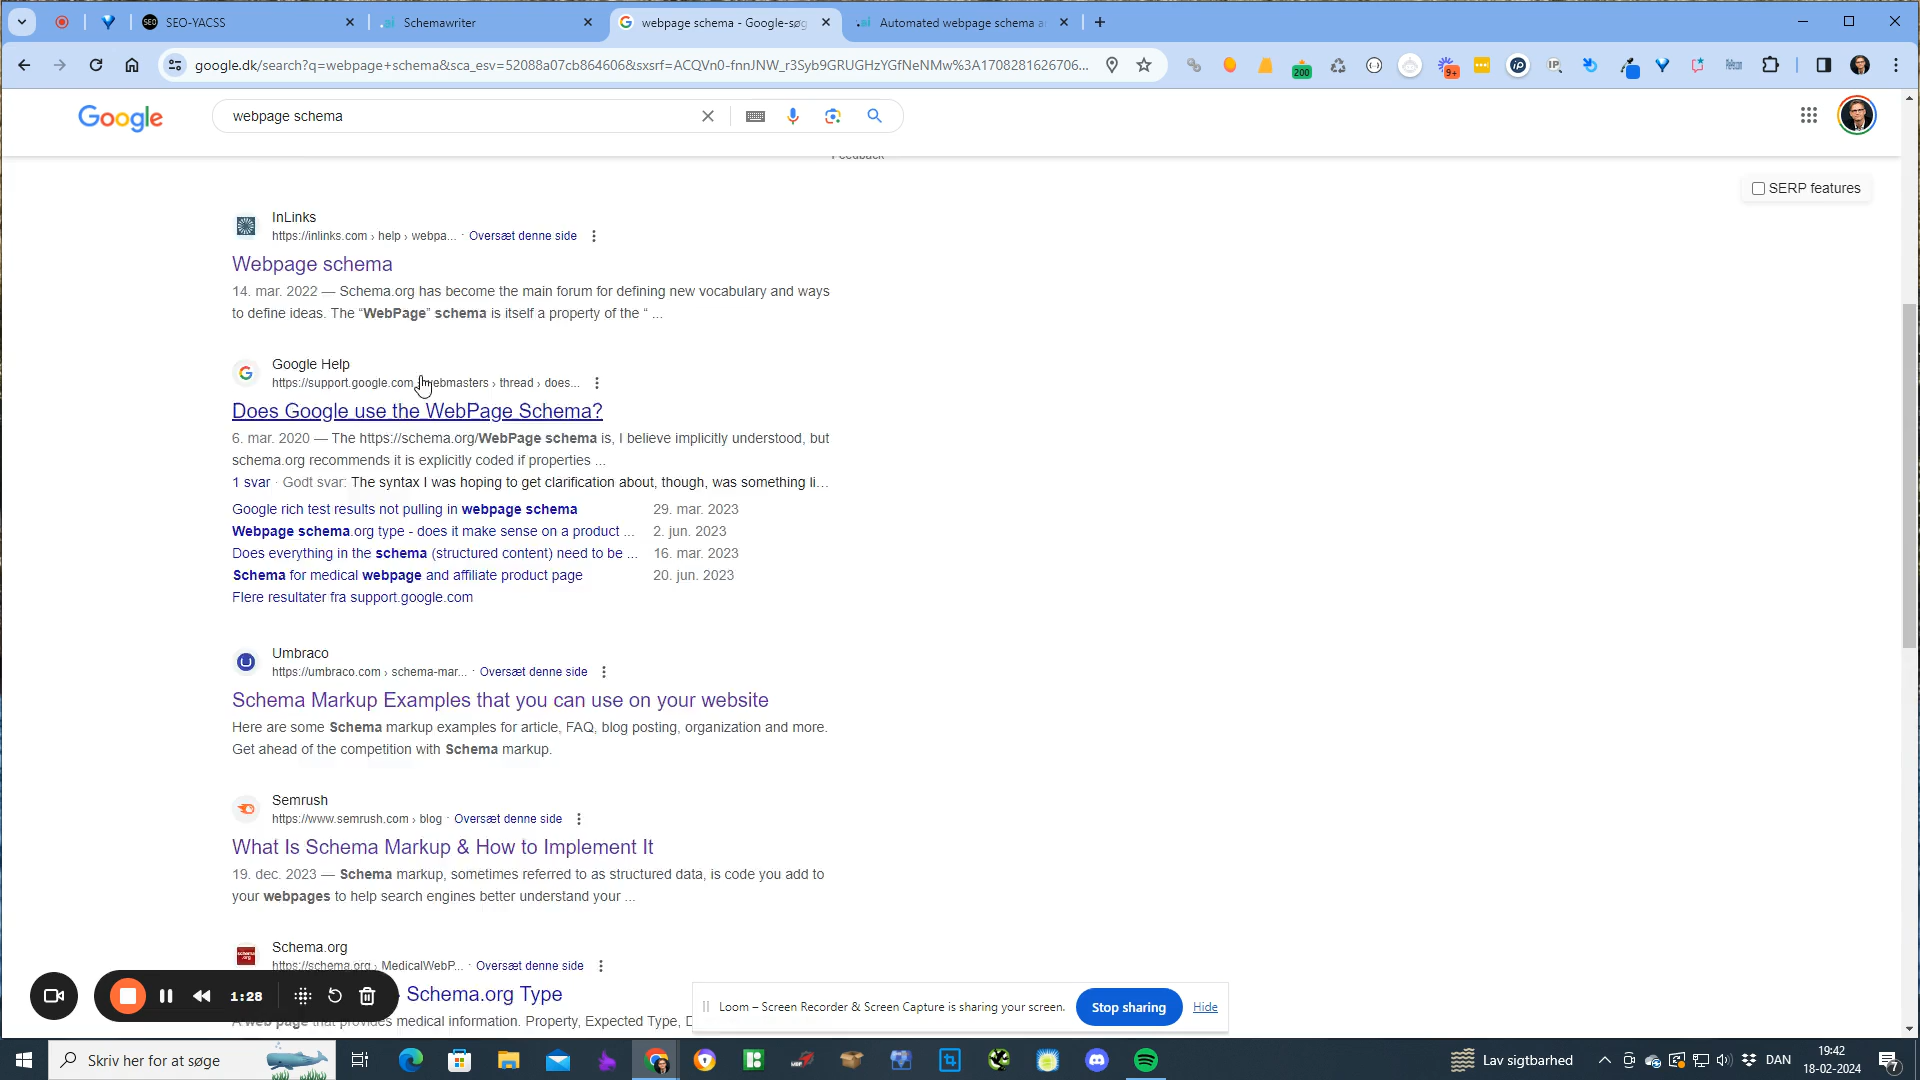 SEO-YACSS
Schemawriter
webpage schema - Google-søg
Automated webpage schema a
google.dk/search?q=webpage+schema&sca_esv=52088a07cb864606&sxsrf=ACQVn0-fnnJNW_r3Syb9GRUGHzYGfNeNMw%3A1708281626706...
200
9+
Google
webpage schema
Feedback
SERP features
InLinks
https://inlinks.com › help › webpa... · Oversæt denne side
Webpage schema
14. mar. 2022 — Schema.org has become the main forum for defining new vocabulary and ways
to define ideas. The “WebPage” schema is itself a property of the “ ...
Google Help
https://support.google.com webmasters › thread › does...
Does Google use the WebPage Schema?
6. mar. 2020 — The https://schema.org/WebPage schema is, I believe implicitly understood, but
schema.org recommends it is explicitly coded if properties ...
1 svar · Godt svar: The syntax I was hoping to get clarification about, though, was something li...
Google rich test results not pulling in webpage schema 29. mar. 2023
Webpage schema.org type - does it make sense on a product ... 2. jun. 2023
Does everything in the schema (structured content) need to be ... 16. mar. 2023
Schema for medical webpage and affiliate product page 20. jun. 2023
Flere resultater fra support.google.com
Umbraco
https://umbraco.com › schema-mar... · Oversæt denne side
Schema Markup Examples that you can use on your website
Here are some Schema markup examples for article, FAQ, blog posting, organization and more.
Get ahead of the competition with Schema markup.
Semrush
https://www.semrush.com › blog · Oversæt denne side
What Is Schema Markup & How to Implement It
19. dec. 2023 — Schema markup, sometimes referred to as structured data, is code you add to
your webpages to help search engines better understand your ...
Schema.org
https://schema.org › MedicalWebP... · Oversæt denne side
- Schema.org Type
A web page that provides medical information. Property, Expected Type, D
1:28
Loom – Screen Recorder & Screen Capture is sharing your screen.
Stop sharing
Hide
Skriv her for at søge
Lav sigtbarhed
DAN
19:42
18-02-2024
7